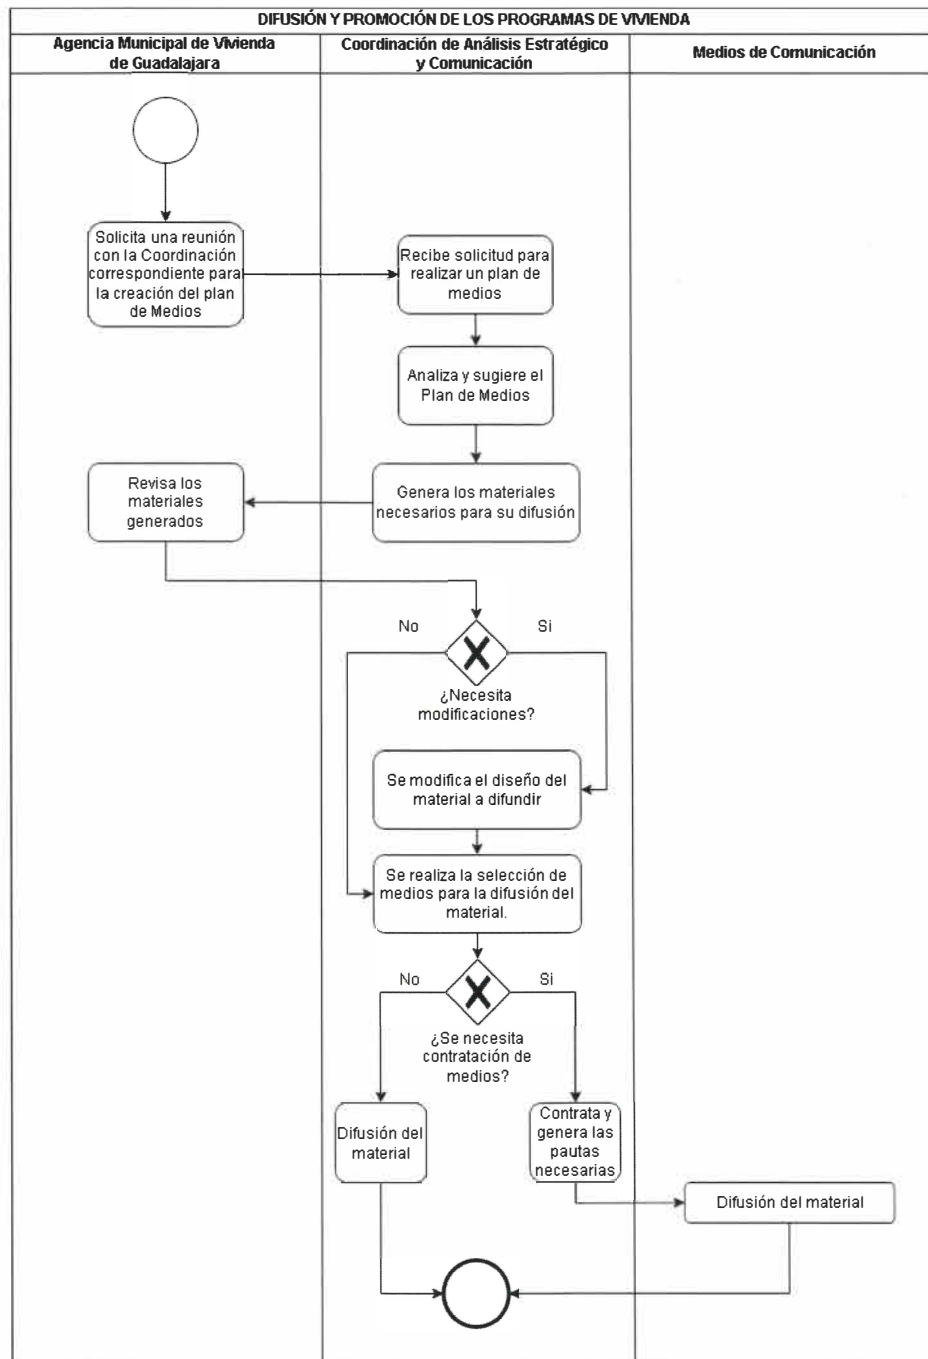 DIFUSIÓN Y PROMOCIÓN DE LOS PROGRAMAS DE VIVIENDA
Agencia Municipal de Vivienda
de Guadalajara
Coordinación de Análisis Estratégico
y Comunicación
Medios de Comunicación
Solicita una reunión
con la Coordinación
correspondiente para
la creación del plan
de Medios
Recibe solicitud para
realizar un plan de
medios
Analiza y sugiere el
Plan de Medios
Genera los materiales
necesarios para su difusión
Revisa los
materiales
generados
No
Si
¿Necesita
modificaciones?
Se modifica el diseño del
material a difundir
Se realiza la selección de
medios para la difusión del
material.
No
Si
¿Se necesita
contratación de
medios?
Difusión del
material
Contrata y
genera las
pautas
necesarias
Difusión del material